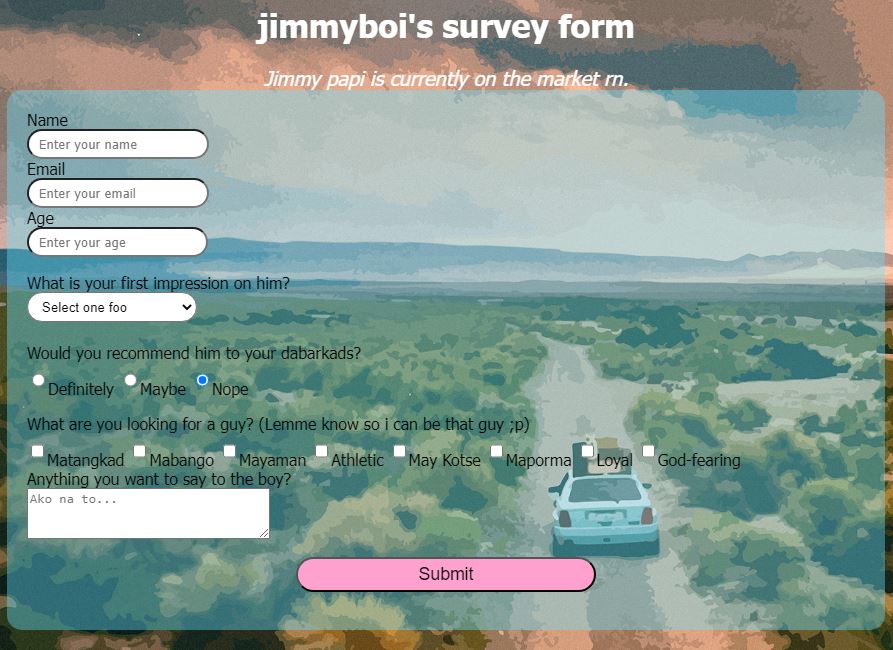 jimmyboi's survey form
Jimmy papi is currently on the market rn.
Name
Enter your name
Email
Enter your email
Age
Enter your age
What is your first impression on him?
Select one foo
Would you recommend him to your dabarkads?
Definitely Maybe Nope
What are you looking for a guy? (Lemme know so i can be that guy ;p)
Matangkad Mabango Mayaman Athletic May Kotse Maporma Loyal God-fearing
Anything you want to say to the boy?
Ako na to...
Submit